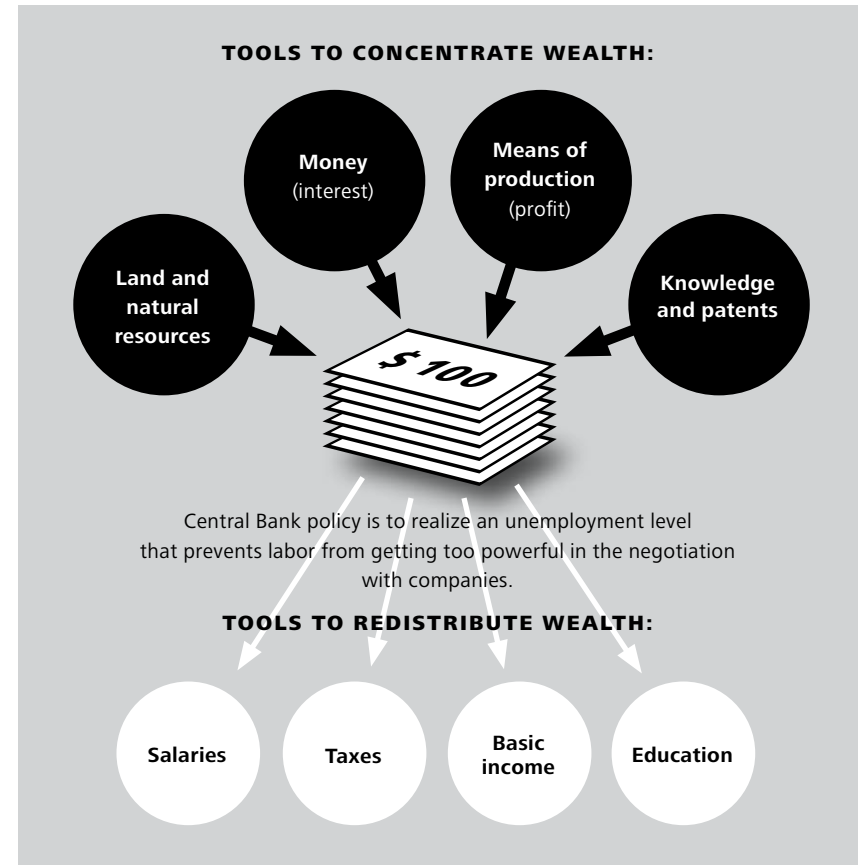 TOOLS TO CONCENTRATE WEALTH:
Money
(interest)
Means of
production
(profit)
Land and
natural
resources
Knowledge
and patents
$ 100
Central Bank policy is to realize an unemployment level
that prevents labor from getting too powerful in the negotiation
with companies.
TOOLS TO REDISTRIBUTE WEALTH:
Salaries
Taxes
Basic
income
Education